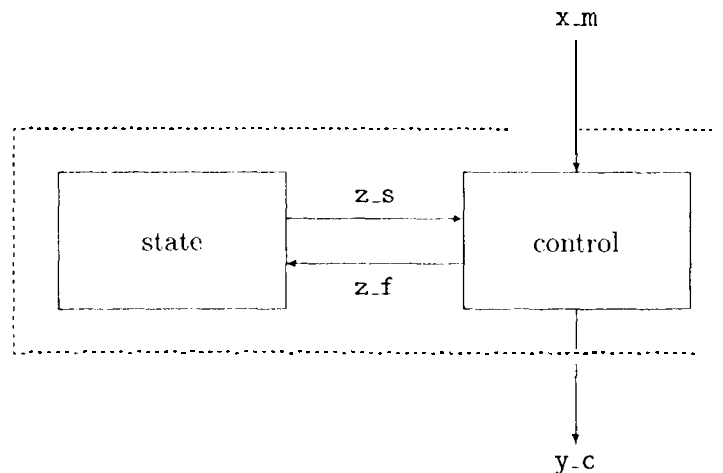 x_m
z_s
state
control
z_f
y_c